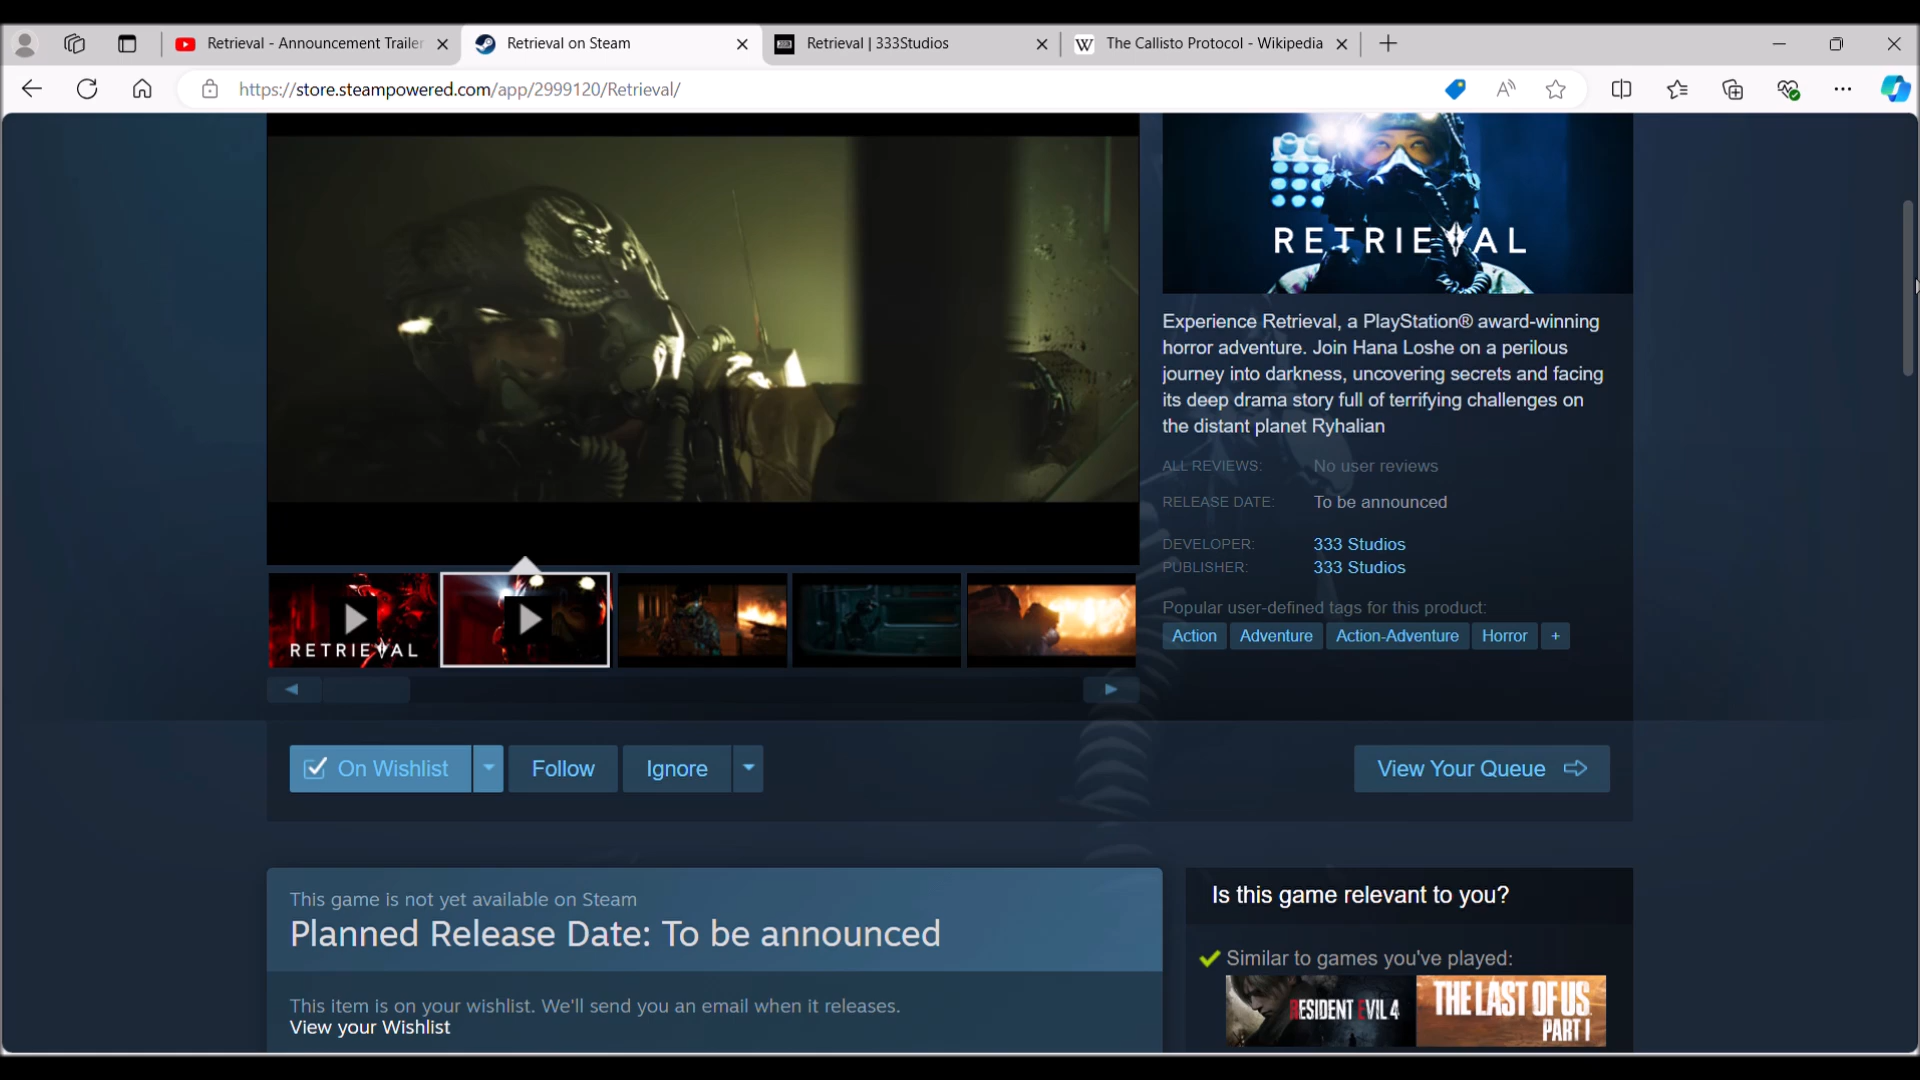 Retrieval - Announcement Trailer
Retrieval on Steam
Retrieval | 333Studios
The Callisto Protocol - Wikipedia
https://store.steampowered.com/app/2999120/Retrieval/
RETRIEVAL
Experience Retrieval, a PlayStation® award-winning
horror adventure. Join Hana Loshe on a perilous
journey into darkness, uncovering secrets and facing
its deep drama story full of terrifying challenges on
the distant planet Ryhalian
ALL REVIEWS: No user reviews
RELEASE DATE: To be announced
DEVELOPER: 333 Studios
PUBLISHER: 333 Studios
Popular user-defined tags for this product:
Action Adventure Action-Adventure Horror +
RETRIEVAL
On Wishlist Follow Ignore View Your Queue
This game is not yet available on Steam
Planned Release Date: To be announced
This item is on your wishlist. We'll send you an email when it releases.
View your Wishlist
Is this game relevant to you?
Similar to games you've played:
RESIDENT EVIL 4
THE LAST OF US
PART I